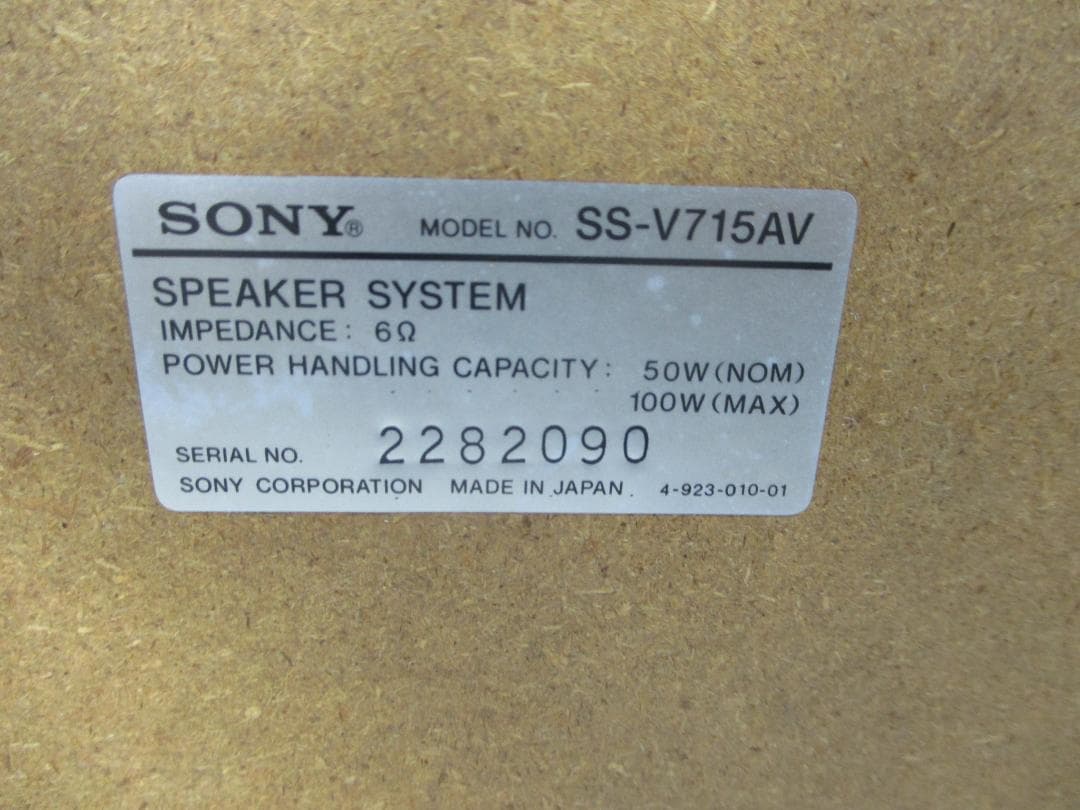 SONY® MODEL NO. SS-V715AV
SPEAKER SYSTEM
IMPEDANCE: 6Ω
POWER HANDLING CAPACITY: 50W(NOM)
100W(MAX)
SERIAL NO. 2282090
SONY CORPORATION MADE IN JAPAN. 4-923-010-01